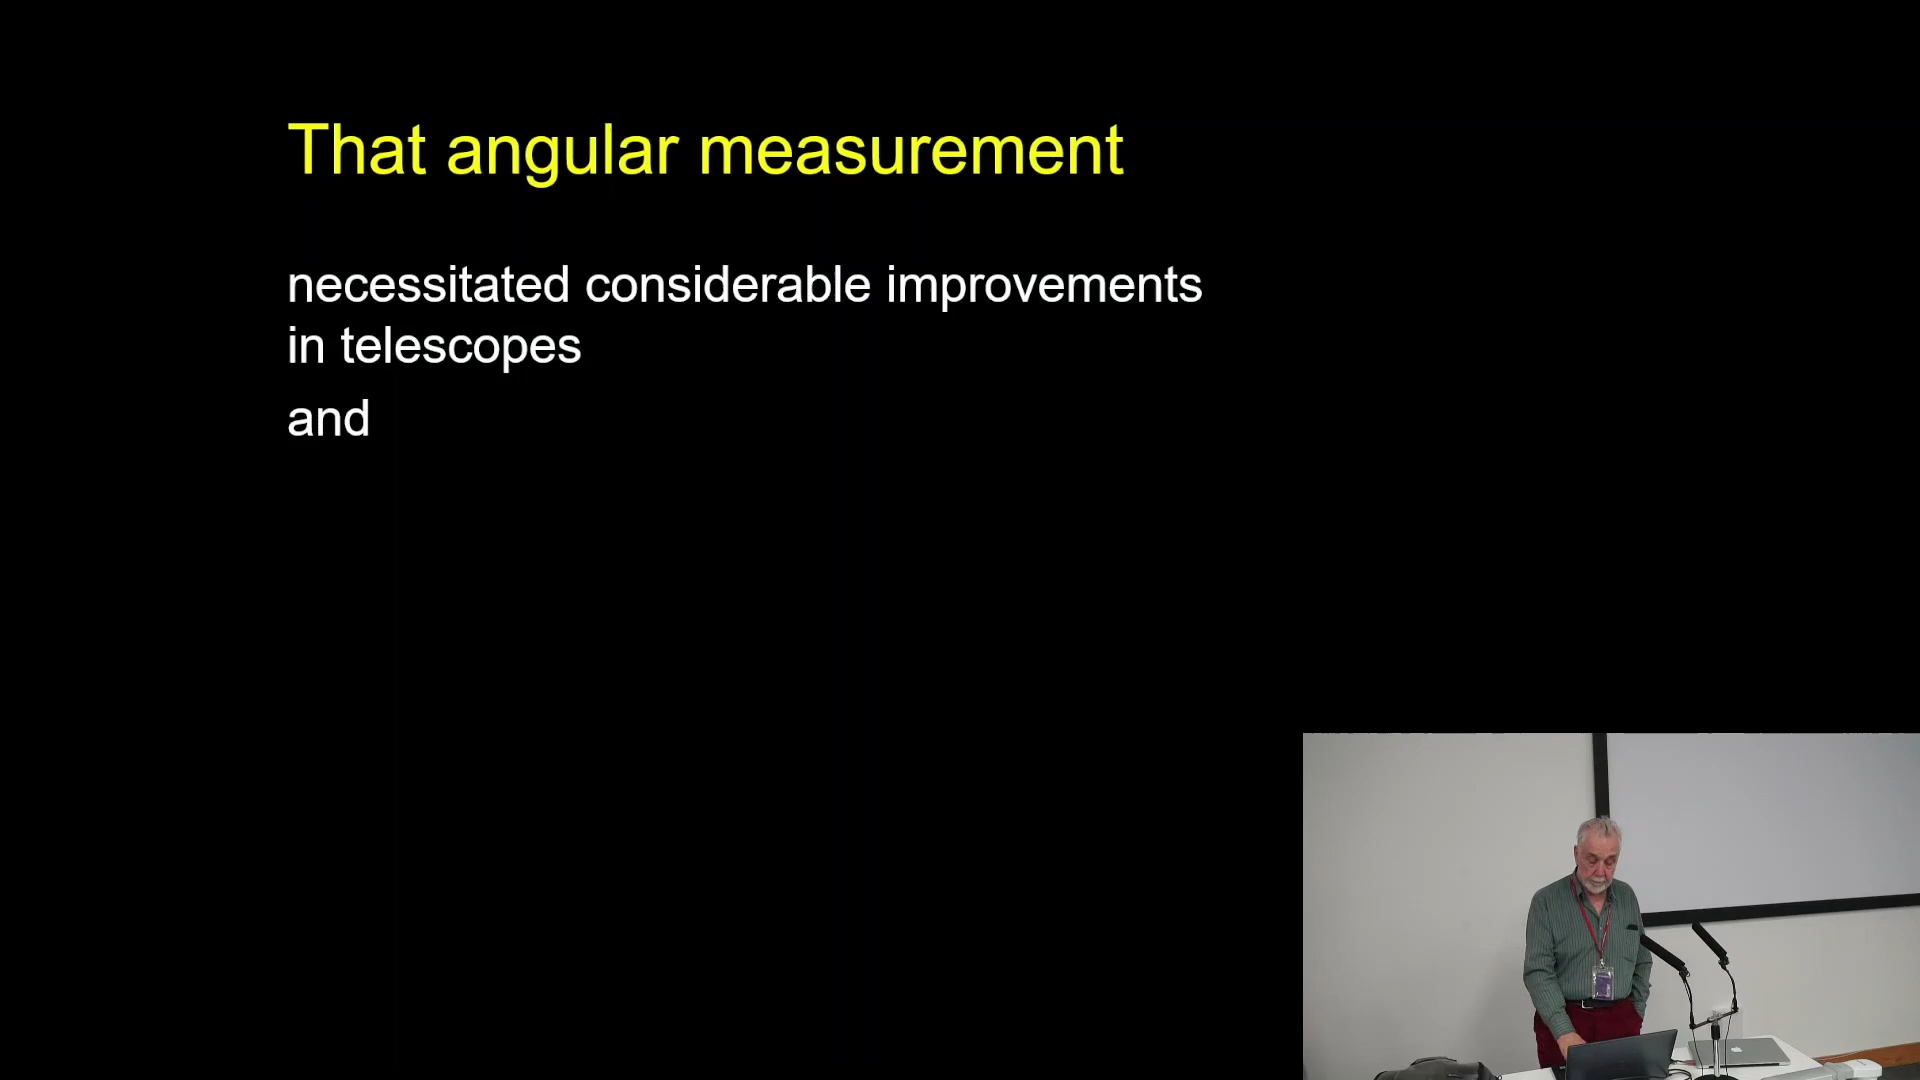 That angular measurement
necessitated considerable improvements
in telescopes
and